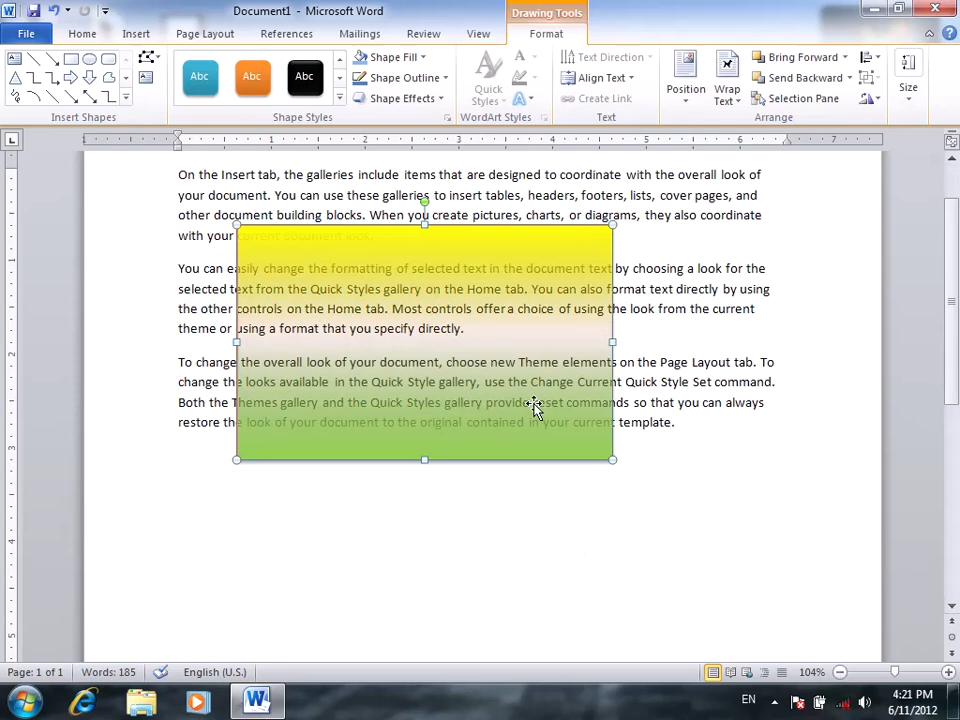 Document1 - Microsoft Word
Drawing Tools
File Home Insert Page Layout References Mailings Review View Format
Abc Abc Abc
Shape Fill
Shape Outline
Shape Effects
Quick Styles
A
A
Text Direction
Align Text
Create Link
Position
Wrap Text
Bring Forward
Send Backward
Selection Pane
Size
Insert Shapes Shape Styles WordArt Styles Text Arrange
1 1 2 3 4 5 6 7
On the Insert tab, the galleries include items that are designed to coordinate with the overall look of
your document. You can use these galleries to insert tables, headers, footers, lists, cover pages, and
other document building blocks. When you create pictures, charts, or diagrams, they also coordinate
with your current document look.
You can easily change the formatting of selected text in the document text by choosing a look for the
selected text from the Quick Styles gallery on the Home tab. You can also format text directly by using
the other controls on the Home tab. Most controls offer a choice of using the look from the current
theme or using a format that you specify directly.
To change the overall look of your document, choose new Theme elements on the Page Layout tab. To
change the looks available in the Quick Style gallery, use the Change Current Quick Style Set command.
Both the Themes gallery and the Quick Styles gallery provide reset commands so that you can always
restore the look of your document to the original contained in your current template.
1
2
3
4
5
Page: 1 of 1 Words: 185 English (U.S.) 104%
EN 4:21 PM
6/11/2012